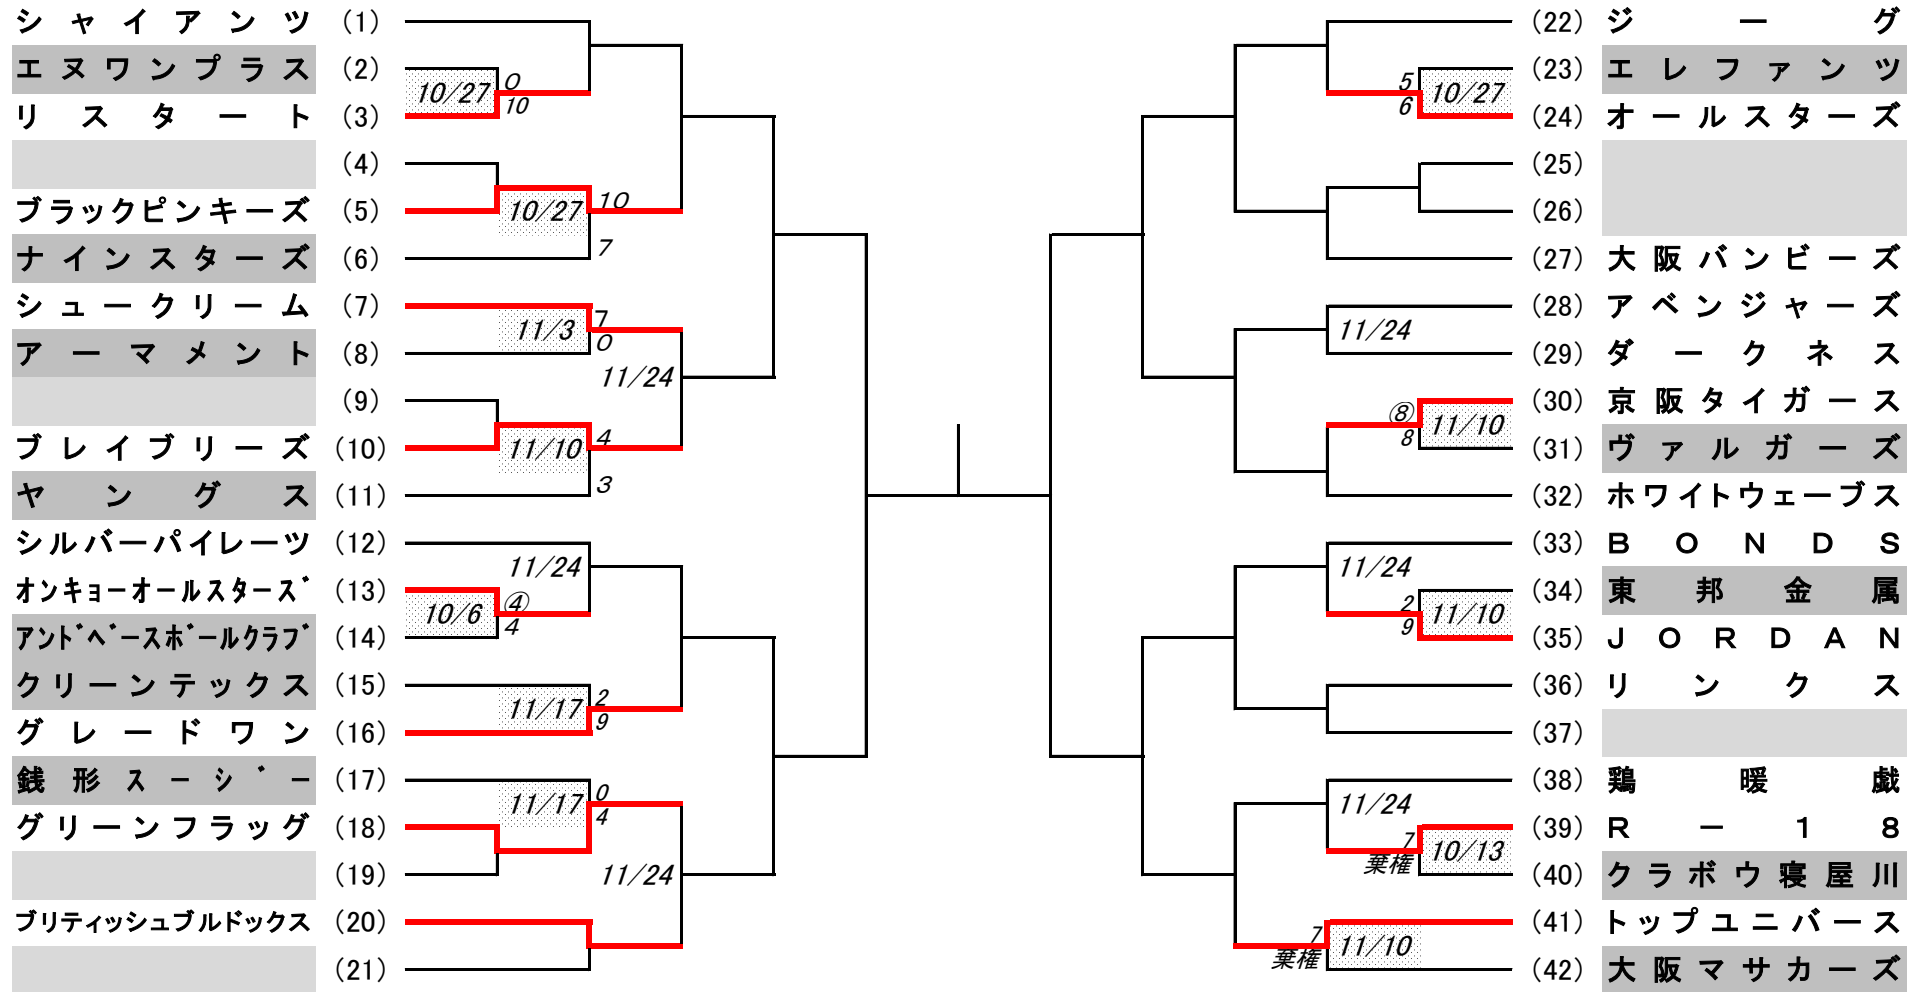 シャイアンツ (1)
エヌワンプラス (2)
10/27 0
10
リスタート (3)
(4)
ブラックピンキーズ (5)
10/27 10
7
ナインスターズ (6)
シュークリーム (7)
11/3 7
0
アーマメント (8)
11/24
(9)
ブレイブリーズ (10)
11/10 4
3
ヤングス (11)
シルバーパイレーツ (12)
11/24
オンキョーオールスターズ (13)
10/6 ④
4
アンドベースボールクラブ (14)
クリーンテックス (15)
11/17 2
9
グレードワン (16)
銭形スージー (17)
11/17 0
4
グリーンフラッグ (18)
(19)
11/24
ブリティッシュブルドックス (20)
(21)
(22) ジーグ
(23) エレファンツ
5 10/27
6
(24) オールスターズ
(25)
(26)
(27) 大阪バンビーズ
(28) アベンジャーズ
11/24
(29) ダークネス
(30) 京阪タイガース
⑧ 11/10
8
(31) ヴァルガーズ
(32) ホワイトウェーブス
(33) BONDS
11/24
(34) 東邦金属
2 11/10
9
(35) JORDAN
(36) リンクス
(37)
(38) 鶏暖戯
11/24
(39) R-18
7 10/13
棄権
(40) クラボウ寝屋川
(41) トップユニバース
7 11/10
棄権
(42) 大阪マサカーズ